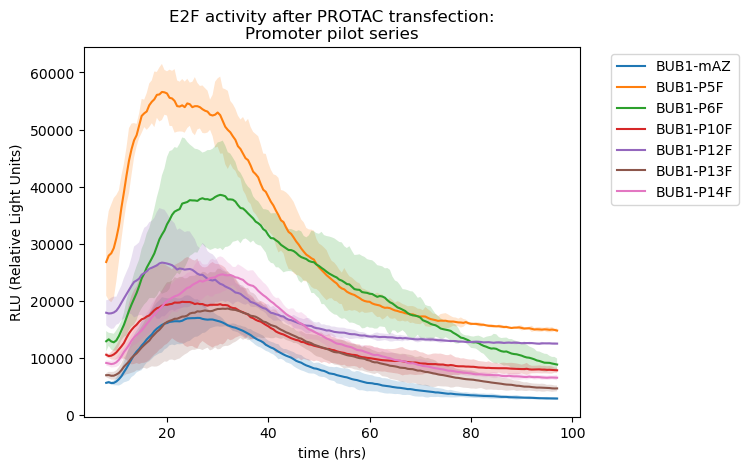 E2F activity after PROTAC transfection:
Promoter pilot series
RLU (Relative Light Units)
60000
50000
40000
30000
20000
10000
0
20
40
60
80
100
time (hrs)
BUB1-mAZ
BUB1-P5F
BUB1-P6F
BUB1-P10F
BUB1-P12F
BUB1-P13F
BUB1-P14F